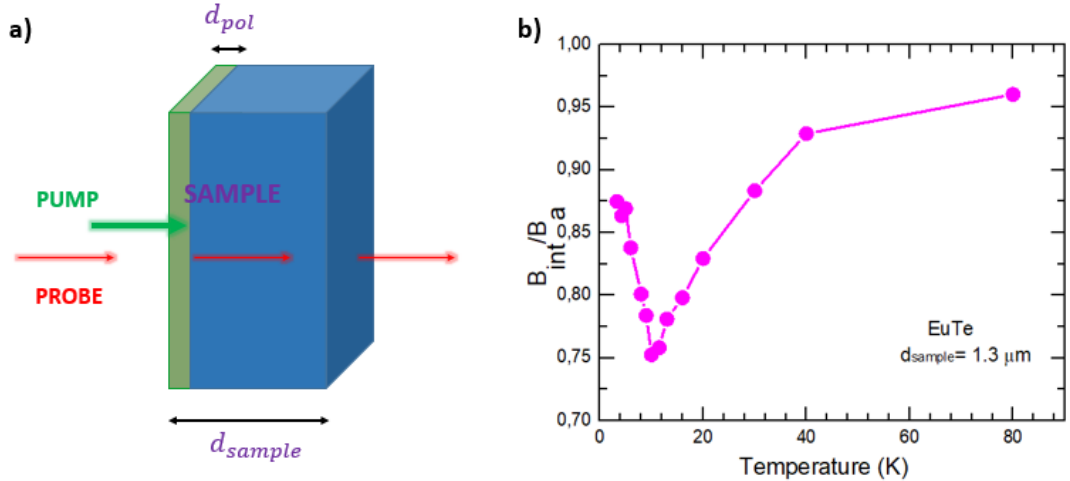 a)
d_pol
PUMP
SAMPLE
PROBE
d_sample
b)
1,00
0,95
0,90
0,85
0,80
0,75
0,70
B_int/B_a
EuTe
d_sample= 1.3 μm
0
20
40
60
80
Temperature (K)